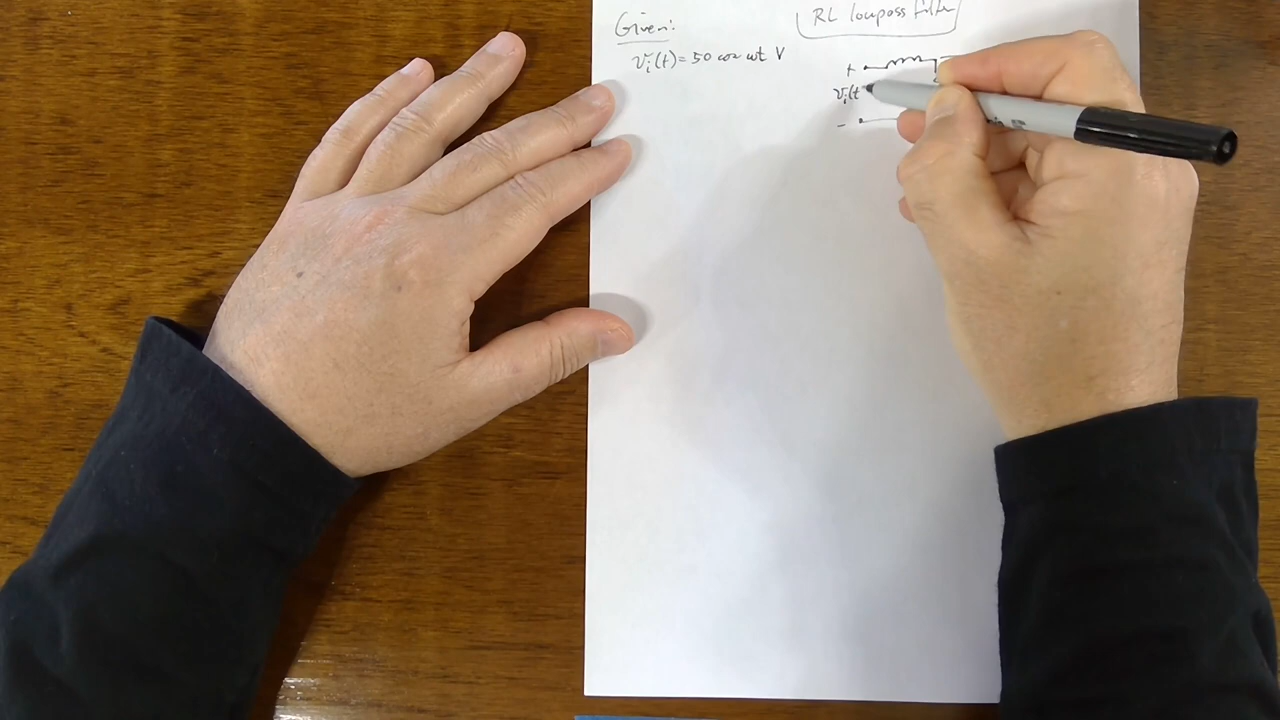 RL lowpass filter
Given:
vi(t) = 50 cos ωt V
+
vi(t
-